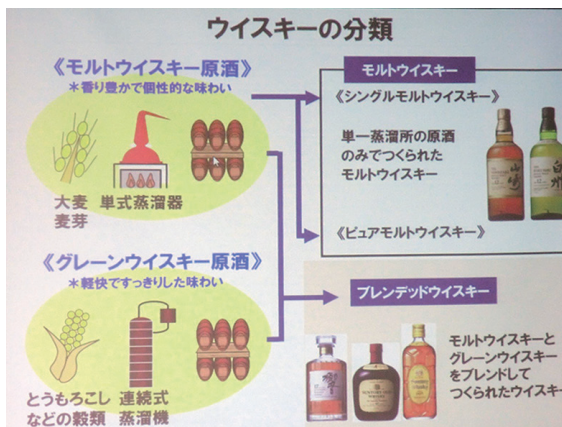 ウイスキーの分類
《モルトウイスキー原酒》
＊香り豊かで個性的な味わい
大麦
麦芽
単式蒸溜器
《グレーンウイスキー原酒》
＊軽快ですっきりした味わい
とうもろこし
などの穀類
連続式
蒸溜機
モルトウイスキー
《シングルモルトウイスキー》
単一蒸溜所の原酒
のみでつくられた
モルトウイスキー
山崎
白州
《ピュアモルトウイスキー》
ブレンデッドウイスキー
響
モルトウイスキーと
グレーンウイスキー
をブレンドして
つくられたウイスキー